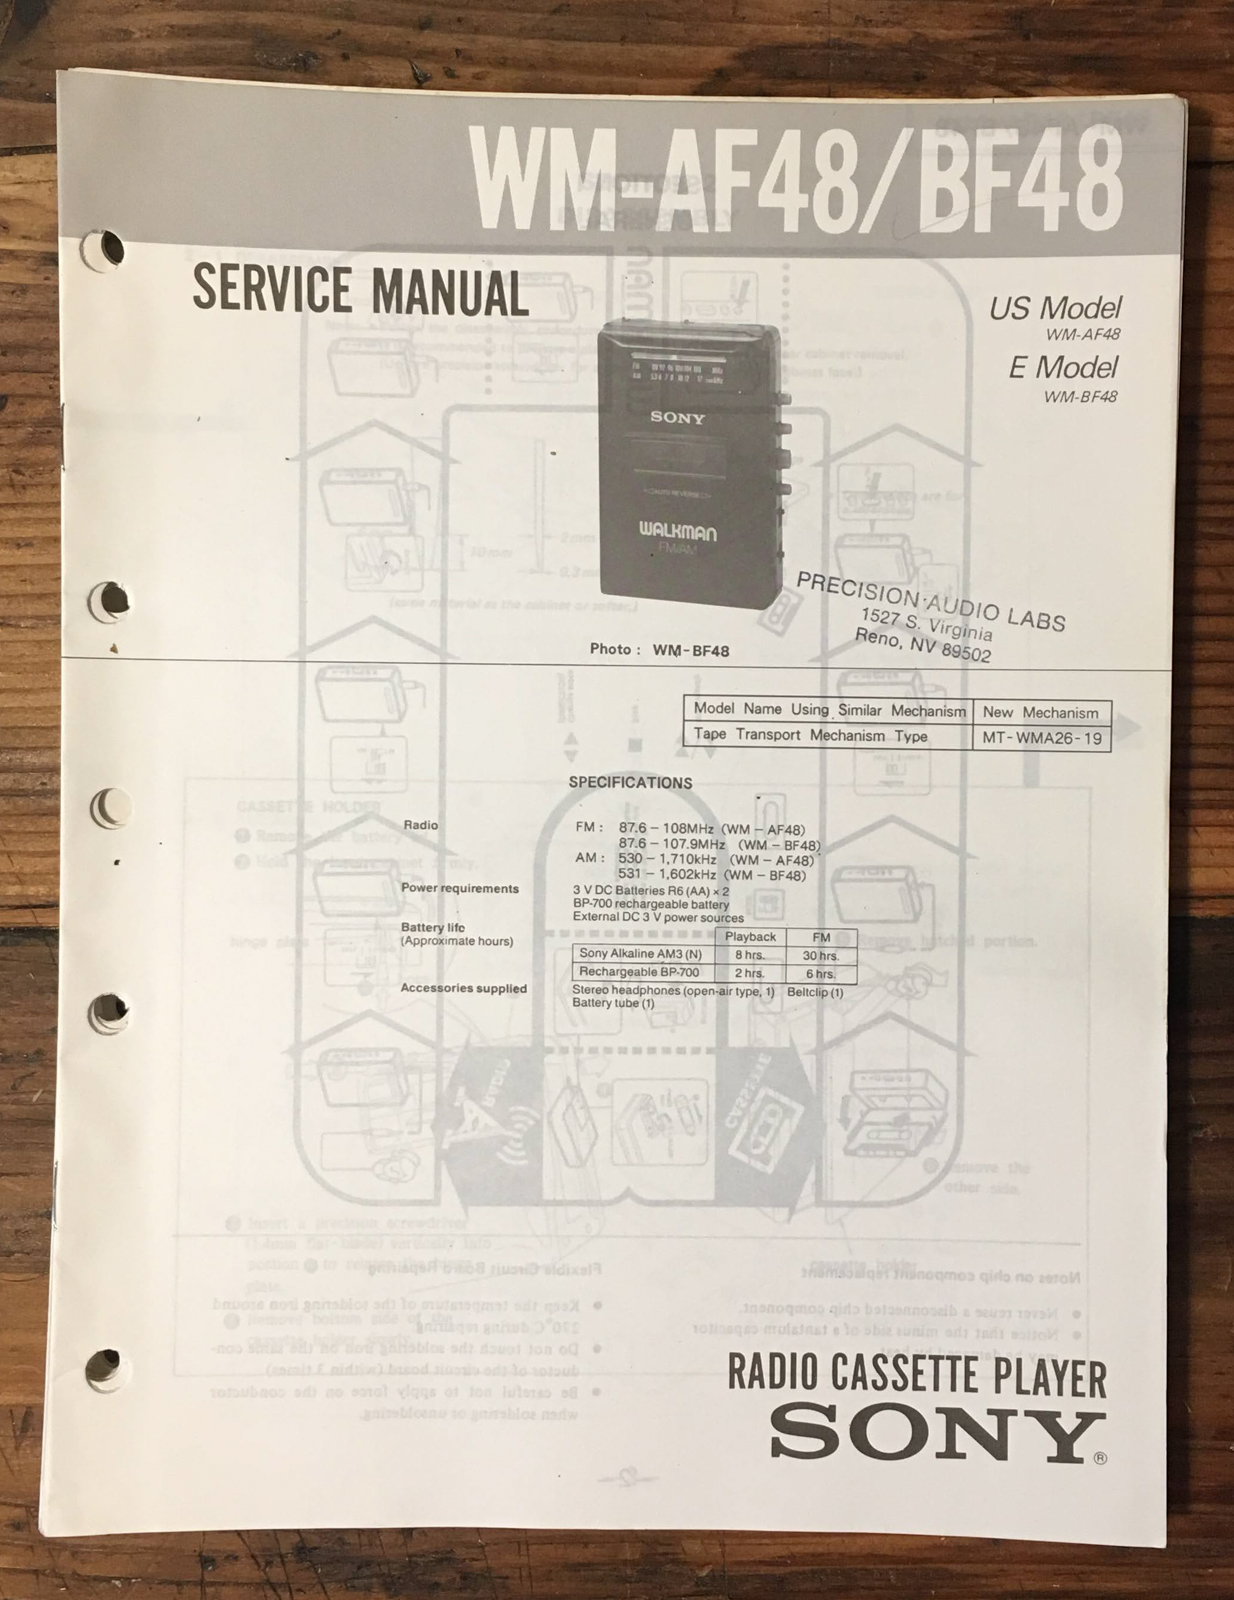 WM-AF48/BF48
SERVICE MANUAL
US Model
WM-AF48
E Model
WM-BF48
SONY
AUTO REVERSE
WALKMAN
FM/AM
PRECISION AUDIO LABS
1527 S. Virginia
Reno, NV 89502
Photo : WM-BF48
Model Name Using Similar Mechanism New Mechanism
Tape Transport Mechanism Type MT-WMA26-19
SPECIFICATIONS
Radio FM : 87.6 – 108MHz (WM – AF48)
87.6 – 107.9MHz (WM – BF48)
AM : 530 – 1,710kHz (WM – AF48)
531 – 1,602kHz (WM – BF48)
Power requirements 3 V DC Batteries R6 (AA) × 2
BP-700 rechargeable battery
External DC 3 V power sources
Battery life
(Approximate hours)
Playback FM
Sony Alkaline AM3 (N) 8 hrs. 30 hrs.
Rechargeable BP-700 2 hrs. 6 hrs.
Accessories supplied Stereo headphones (open-air type, 1) Beltclip (1)
Battery tube (1)
RADIO CASSETTE PLAYER
SONY®